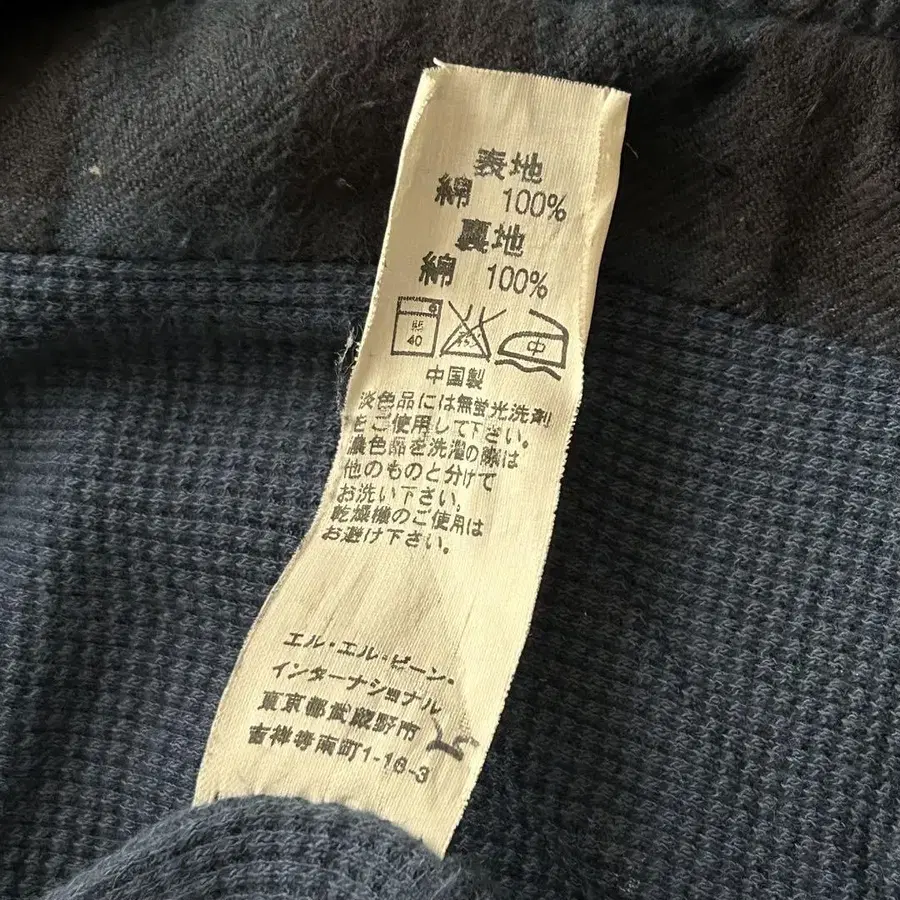 表地
綿 100%
裏地
綿 100%
40
中
中国製
淡色品には無蛍光洗剤
をご使用して下さい。
濃色品を洗濯の際は
他のものと分けて
お洗い下さい。
乾燥機のご使用は
お避け下さい。
エル・エル・ビーン・
インターナショナル
東京都武蔵野市
吉祥寺南町1-16-3